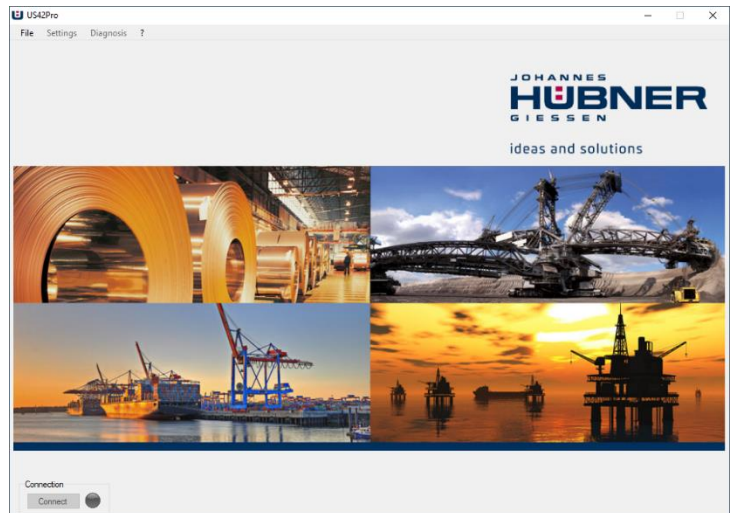 US42Pro
File Settings Diagnosis ?
JOHANNES
HÜBNER
GIESSEN
ideas and solutions
Connection
Connect